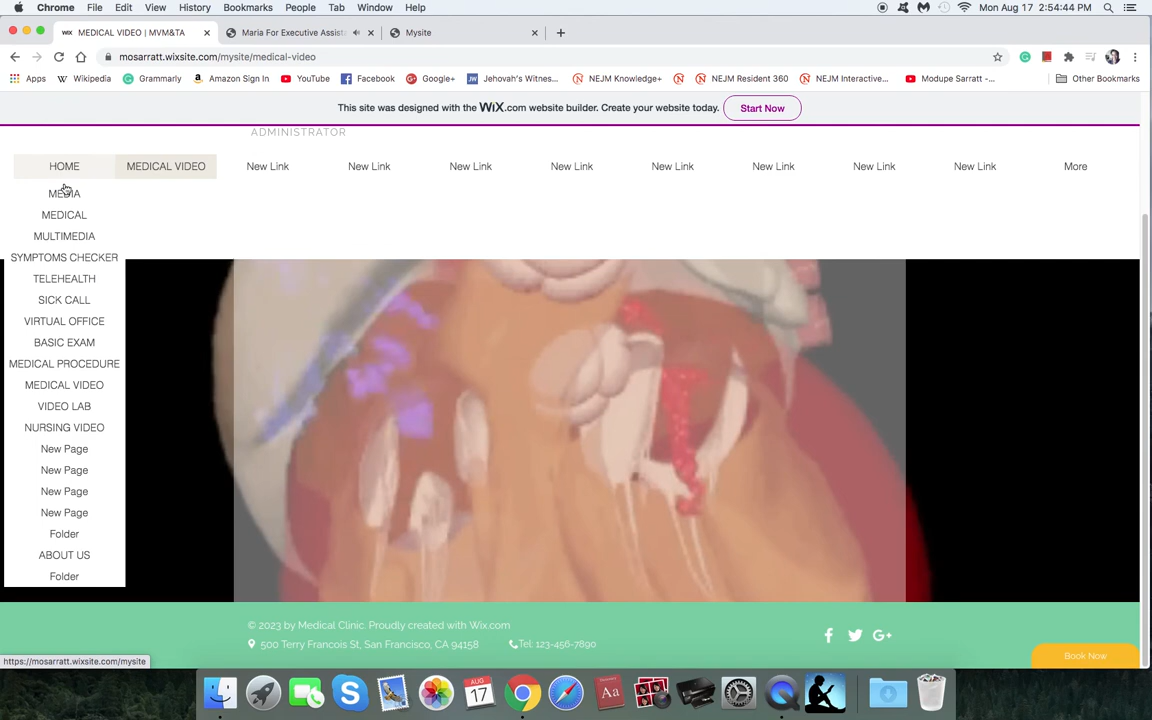 Chrome File Edit View History Bookmarks People Tab Window Help Mon Aug 17 2:54:44 PM
WIX MEDICAL VIDEO | MVM&TA Maria For Executive Assist Mysite
mosarratt.wixsite.com/mysite/medical-video
Apps Wikipedia Grammarly Amazon Sign In YouTube Facebook Google+ Jehovah's Witnes... NEJM Knowledge+ NEJM Resident 360 NEJM Interactive... Modupe Sarratt -... Other Bookmarks
This site was designed with the WiX.com website builder. Create your website today. Start Now
ADMINISTRATOR
HOME MEDICAL VIDEO New Link New Link New Link New Link New Link New Link New Link New Link More
MEDIA
MEDICAL
MULTIMEDIA
SYMPTOMS CHECKER
TELEHEALTH
SICK CALL
VIRTUAL OFFICE
BASIC EXAM
MEDICAL PROCEDURE
MEDICAL VIDEO
VIDEO LAB
NURSING VIDEO
New Page
New Page
New Page
New Page
Folder
ABOUT US
Folder
© 2023 by Medical Clinic. Proudly created with Wix.com
500 Terry Francois St, San Francisco, CA 94158 Tel: 123-456-7890
Book Now
https://mosarratt.wixsite.com/mysite
AUG
17
Aa